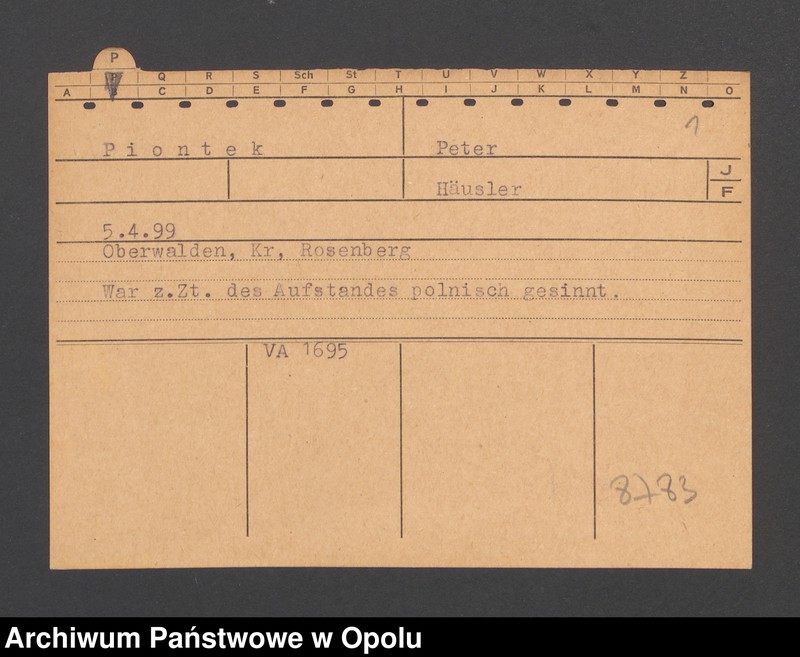 P
P Q R S Sch St T U V W X Y Z
A C D E F G H I J K L M N O
1
Piontek Peter
Häusler J
F
5.4.99
Oberwalden, Kr, Rosenberg
War z.Zt. des Aufstandes polnisch gesinnt.
VA 1695
8783
Archiwum Państwowe w Opolu